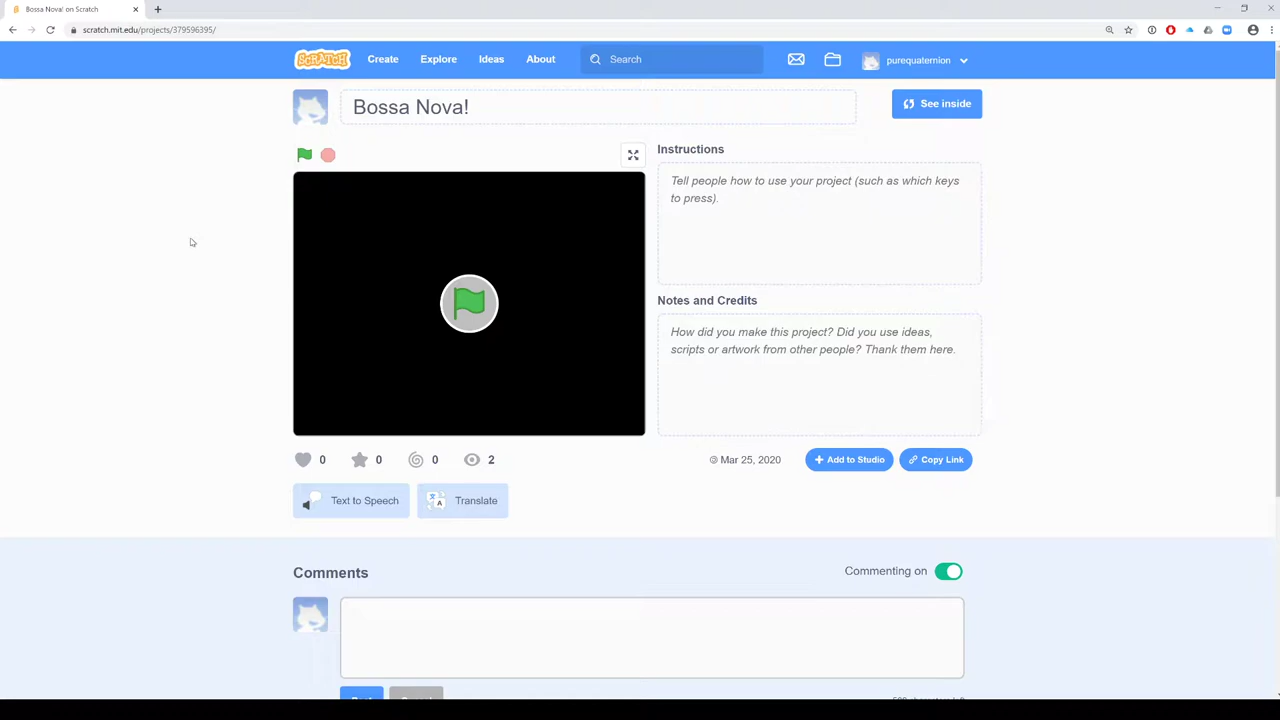 Bossa Nova! on Scratch
scratch.mit.edu/projects/379596395/
SCRATCH Create Explore Ideas About Search purequaternion
Bossa Nova! See inside
Instructions
Tell people how to use your project (such as which keys
to press).
Notes and Credits
How did you make this project? Did you use ideas,
scripts or artwork from other people? Thank them here.
0 0 0 2 © Mar 25, 2020 Add to Studio Copy Link
Text to Speech A Translate
Comments Commenting on